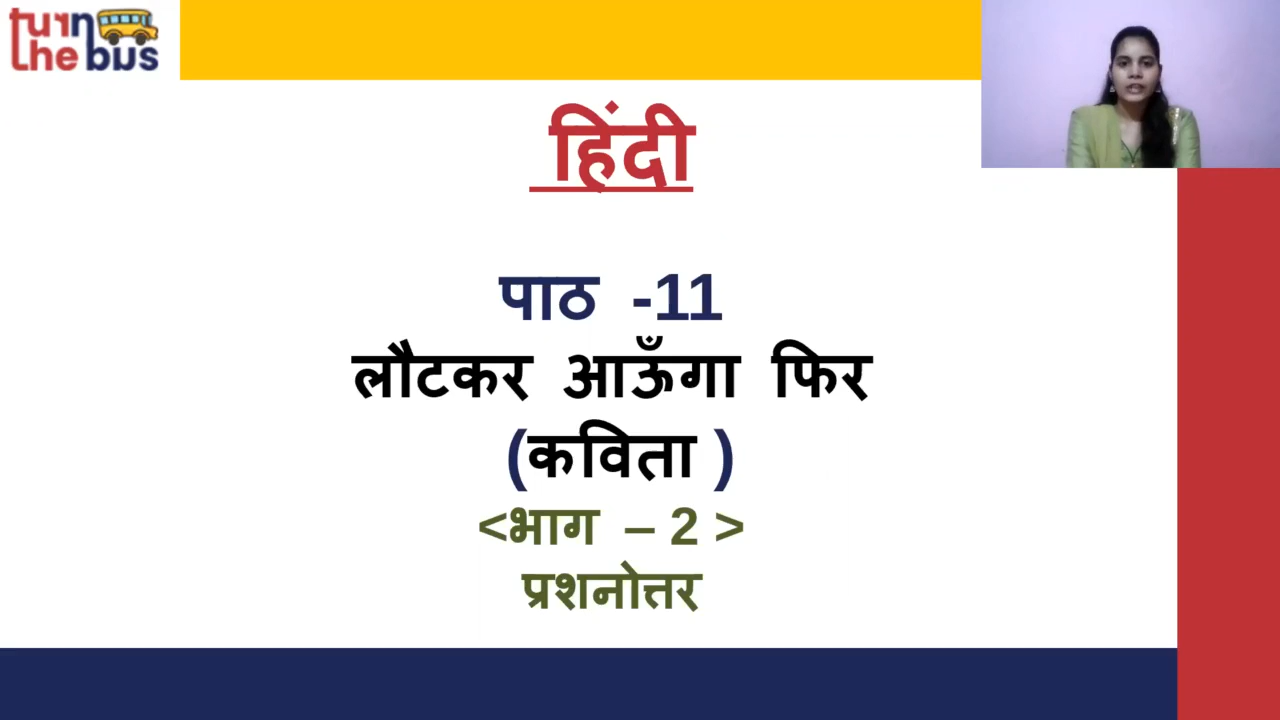 turn
the bus
हिंदी
पाठ -11
लौटकर आऊँगा फिर
(कविता )
<भाग – 2 >
प्रशनोत्तर